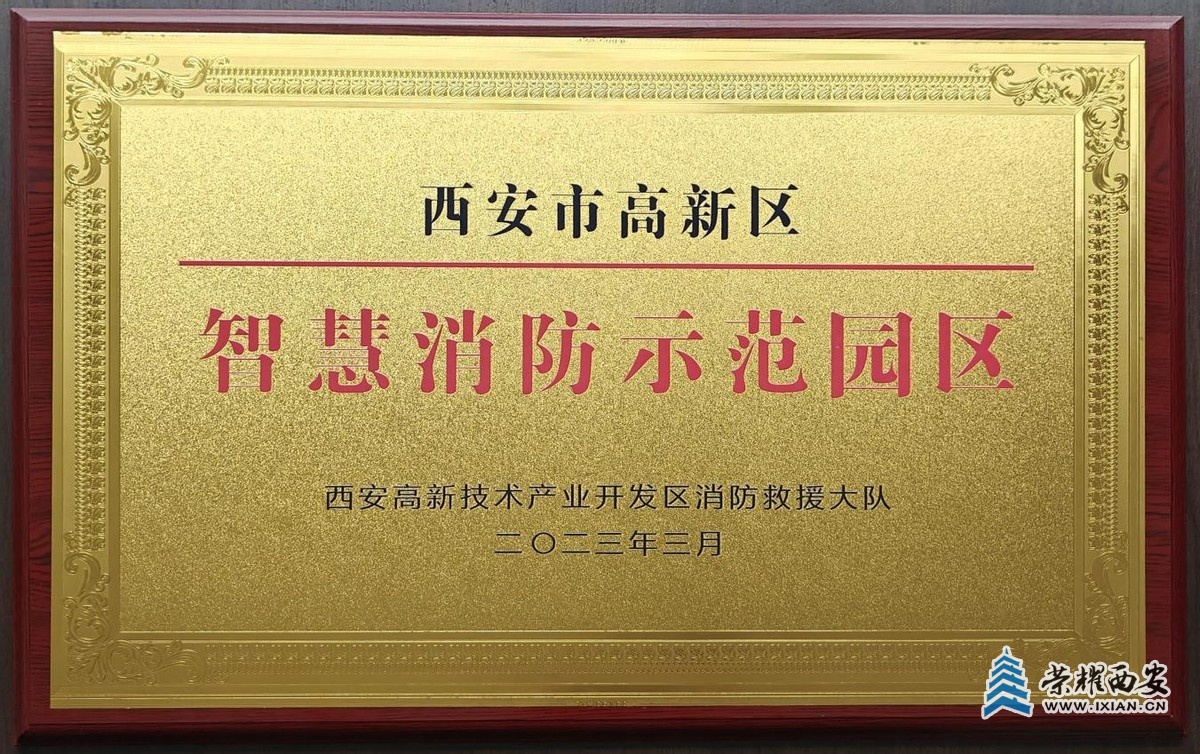 西安市高新区
智慧消防示范园区
西安高新技术产业开发区消防救援大队
二〇二三年三月
荣耀西安
WWW.IXIAN.CN